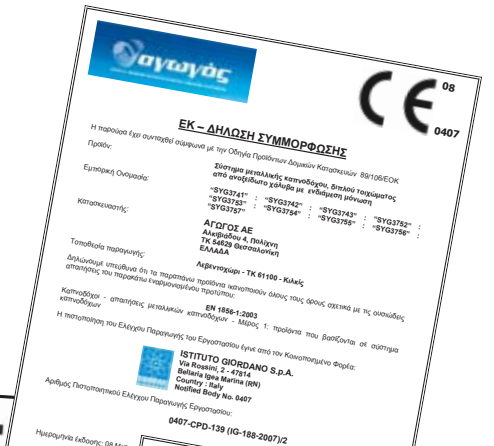 αγωγός
CE 08
0407
ΕΚ – ΔΗΛΩΣΗ ΣΥΜΜΟΡΦΩΣΗΣ
Η παρούσα έχει συνταχθεί σύμφωνα με την Οδηγία Προϊόντων Δομικών Κατασκευών 89/106/ΕΟΚ
Προϊόν: Σύστημα μεταλλικής καπνοδόχου, διπλού τοιχώματος
από ανοξείδωτο χάλυβα με ενδιάμεση μόνωση
Εμπορική Ονομασία: "SYG3741" : "SYG3742" : "SYG3743" : "SYG3752" :
"SYG3753" : "SYG3754" : "SYG3755" : "SYG3756" :
"SYG3757"
Κατασκευαστής: ΑΓΩΓΟΣ ΑΕ
Αλκιβιάδου 4, Πολίχνη
ΤΚ 54629 Θεσσαλονίκη
ΕΛΛΑΔΑ
Τοποθεσία παραγωγής: Λεβεντοχώρι - ΤΚ 61100 - Κιλκίς
Δηλώνουμε υπεύθυνα ότι τα παραπάνω προϊόντα ικανοποιούν όλους τους όρους σχετικά με τις ουσιώδεις
απαιτήσεις του παρακάτω εναρμονισμένου προτύπου:
EN 1856-1:2003
Καπνοδόχοι - απαιτήσεις μεταλλικών καπνοδόχων - Μέρος 1: προϊόντα που βασίζονται σε σύστημα
καπνοδόχων
Η πιστοποίηση του Ελέγχου Παραγωγής του Εργοστασίου έγινε από τον Κοινοποιημένο Φορέα:
ISTITUTO GIORDANO S.p.A.
Via Rossini, 2 - 47814
Bellaria Igea Marina (RN)
Country : Italy
Notified Body No. 0407
Αριθμός Πιστοποιητικού Ελέγχου Παραγωγής Εργοστασίου:
0407-CPD-139 (IG-188-2007)/2
Ημερομηνία έκδοσης: 08